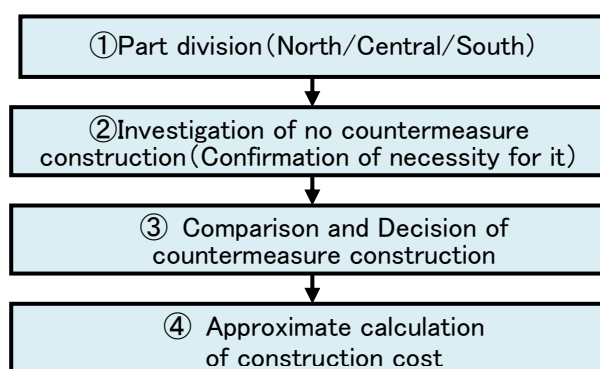 ①Part division（North/Central/South）
②Investigation of no countermeasure
construction（Confirmation of necessity for it）
③ Comparison and Decision of
countermeasure construction
④ Approximate calculation
of construction cost